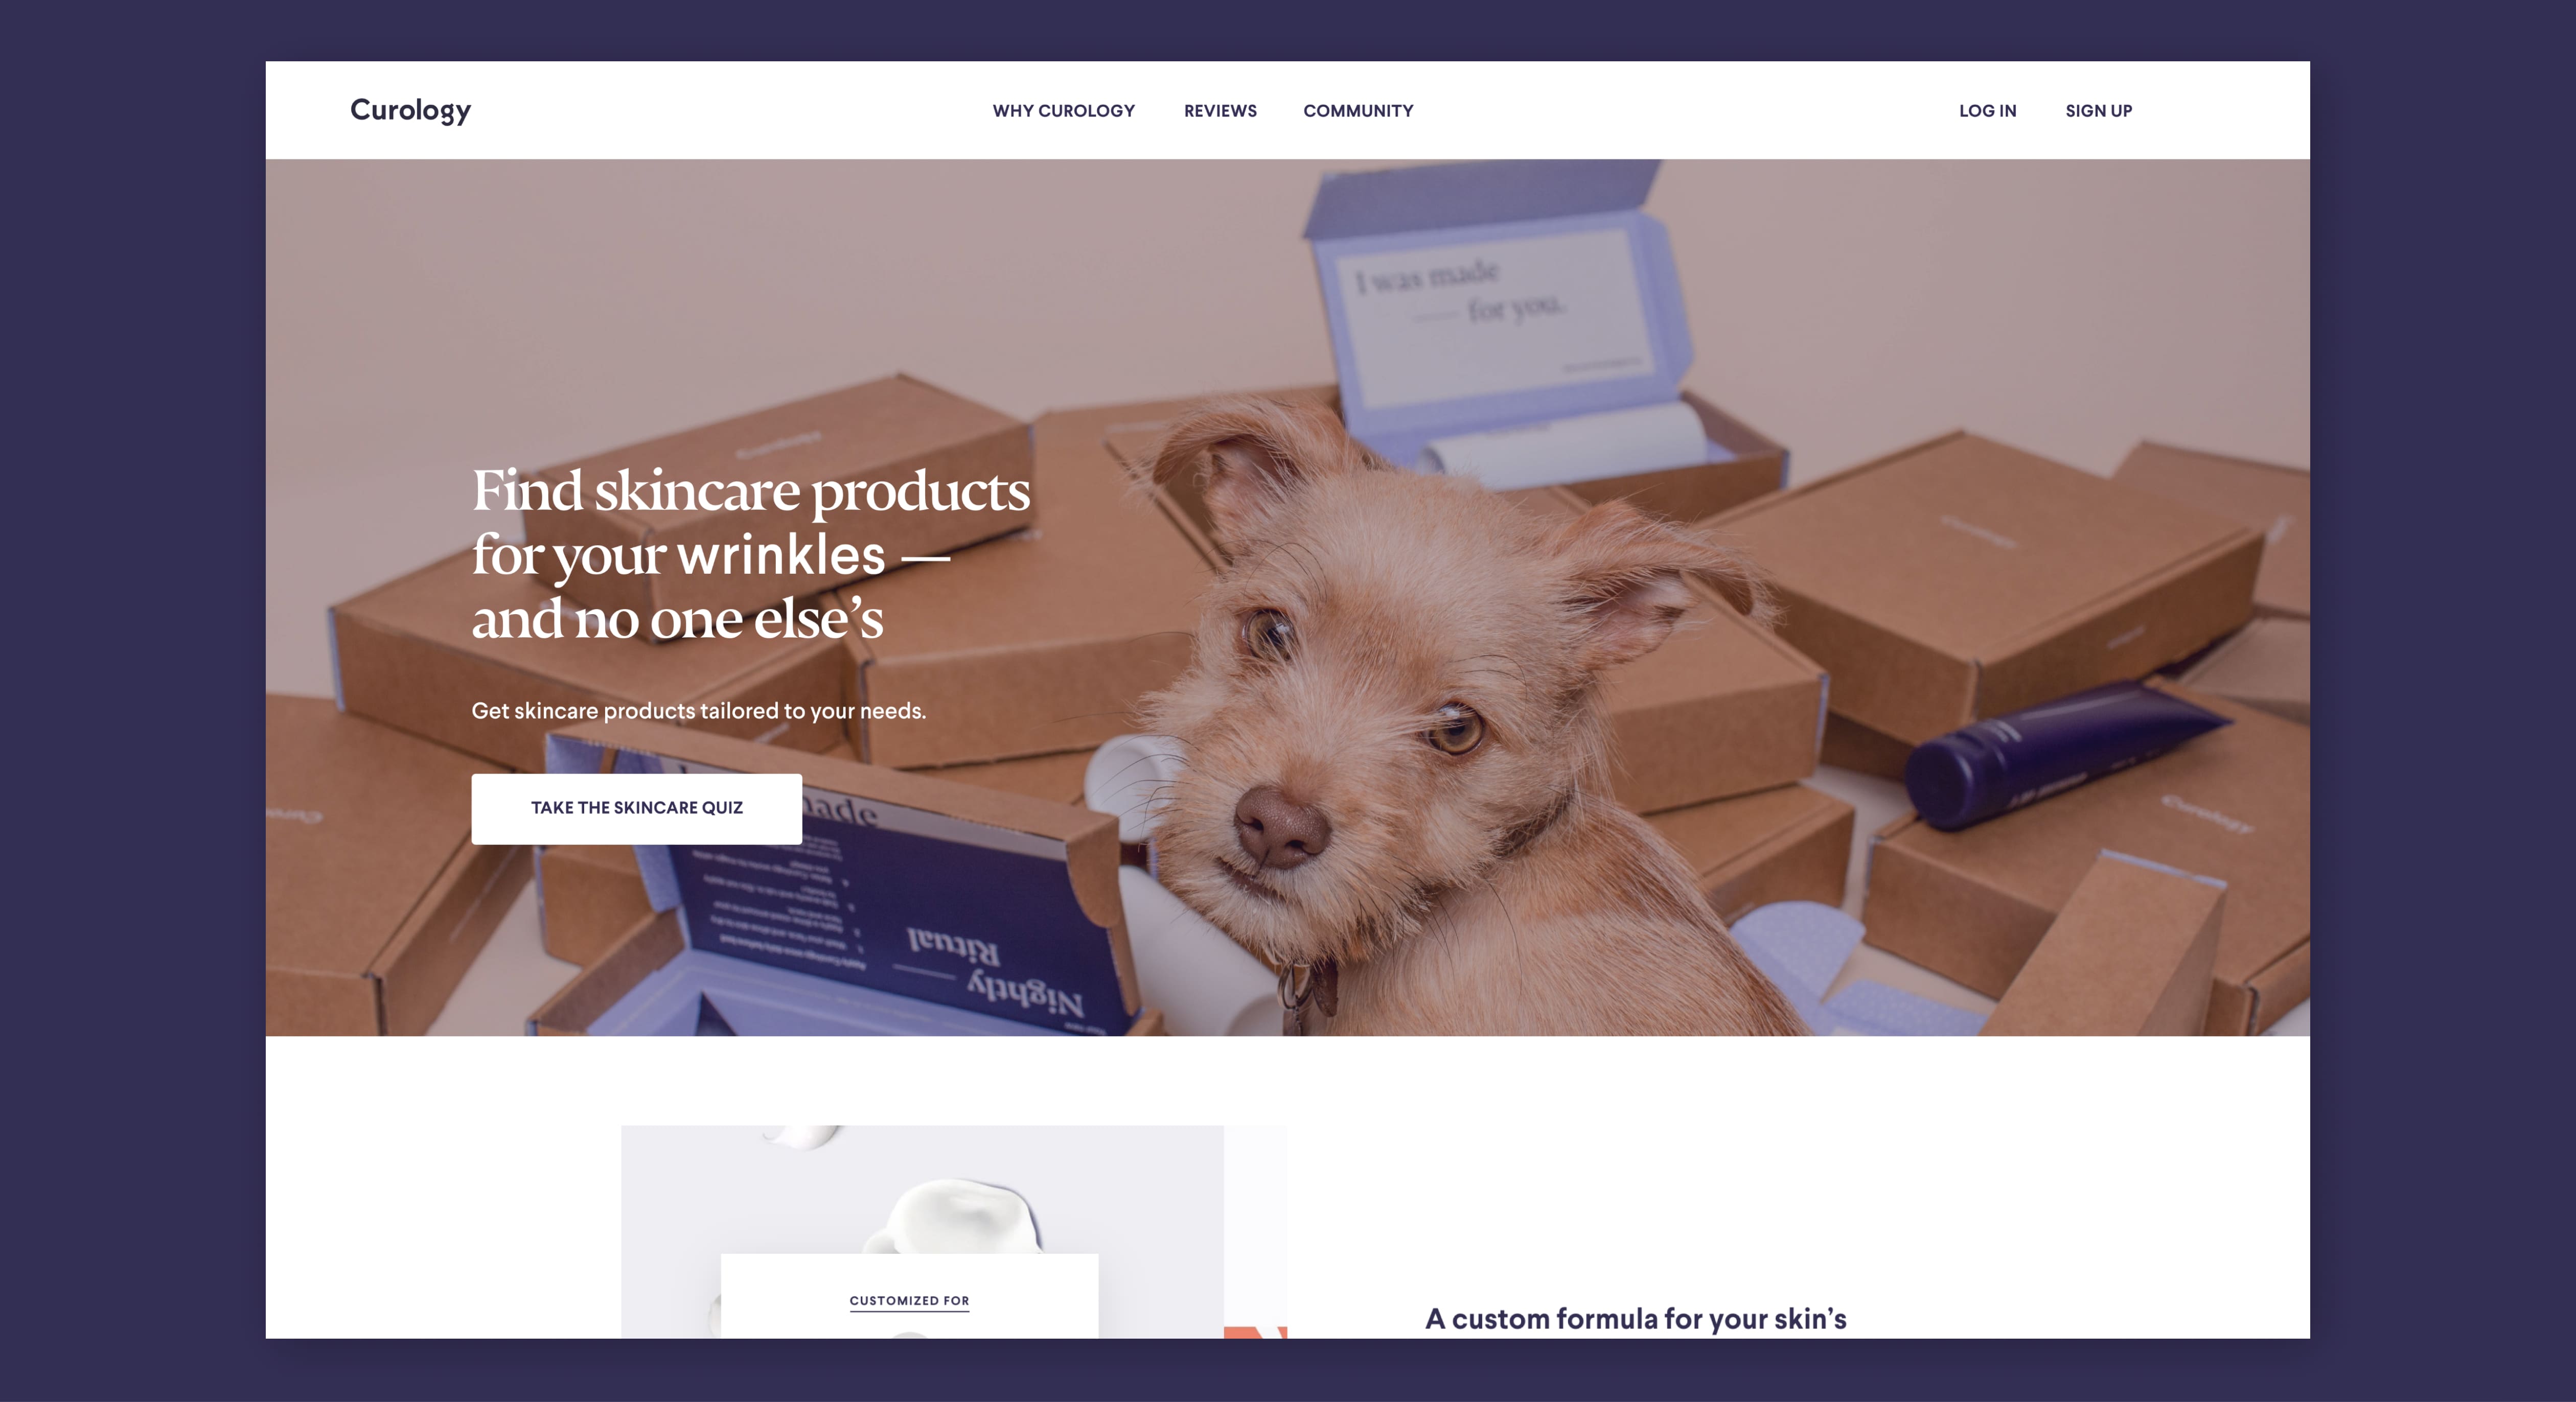 Curology
WHY CUROLOGY
REVIEWS
COMMUNITY
LOG IN
SIGN UP
I was made
for you.
Curology
Find skincare products
for your wrinkles —
and no one else’s
Get skincare products tailored to your needs.
TAKE THE SKINCARE QUIZ
Curology
Nightly
Ritual
CUSTOMIZED FOR
A custom formula for your skin’s